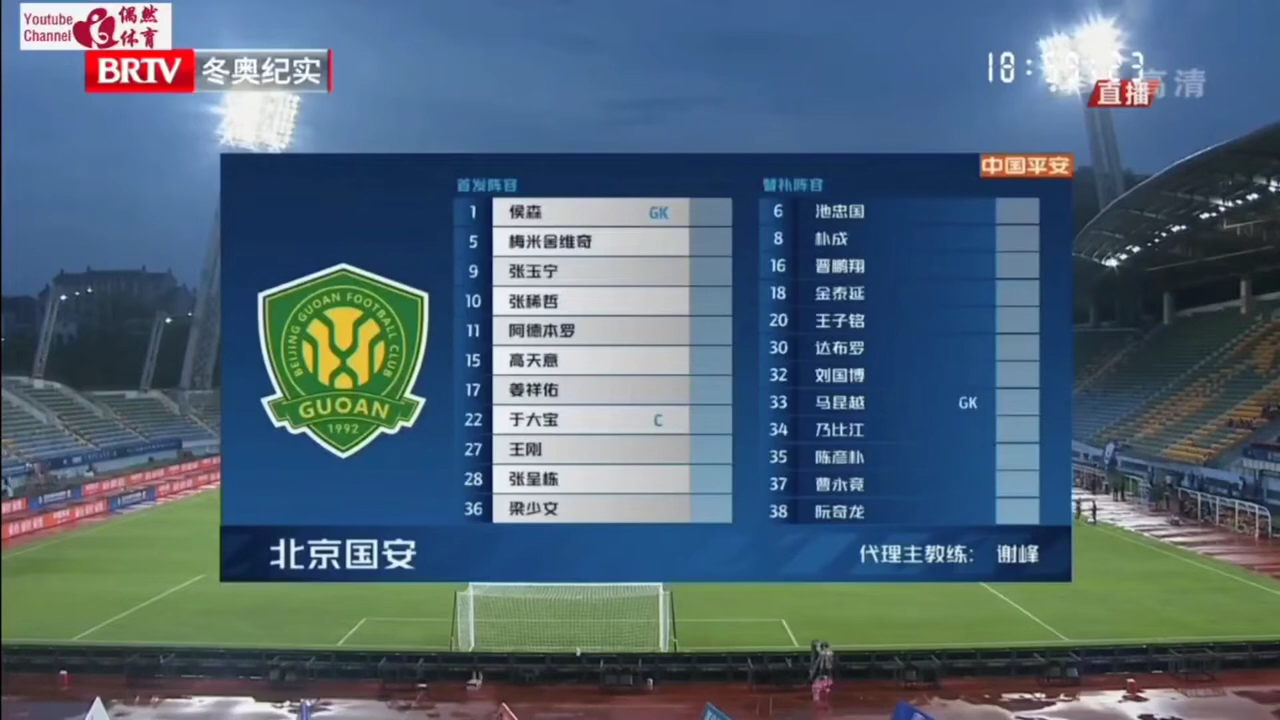 Youtube
Channel
偶然
体育
BRTV 冬奥纪实
直播
高清
中国平安
首发阵容
1 侯森 GK
5 梅米舍维奇
9 张玉宁
10 张稀哲
11 阿德本罗
15 高天意
17 姜祥佑
22 于大宝 C
27 王刚
28 张呈栋
36 梁少文
替补阵容
6 池忠国
8 朴成
16 晋鹏翔
18 金泰延
20 王子铭
30 达布罗
32 刘国博
33 马昆越 GK
34 乃比江
35 陈彦朴
37 曹永竞
38 阮奇龙
BEIJING GUOAN FOOTBALL CLUB
GUOAN
1992
北京国安
代理主教练: 谢峰